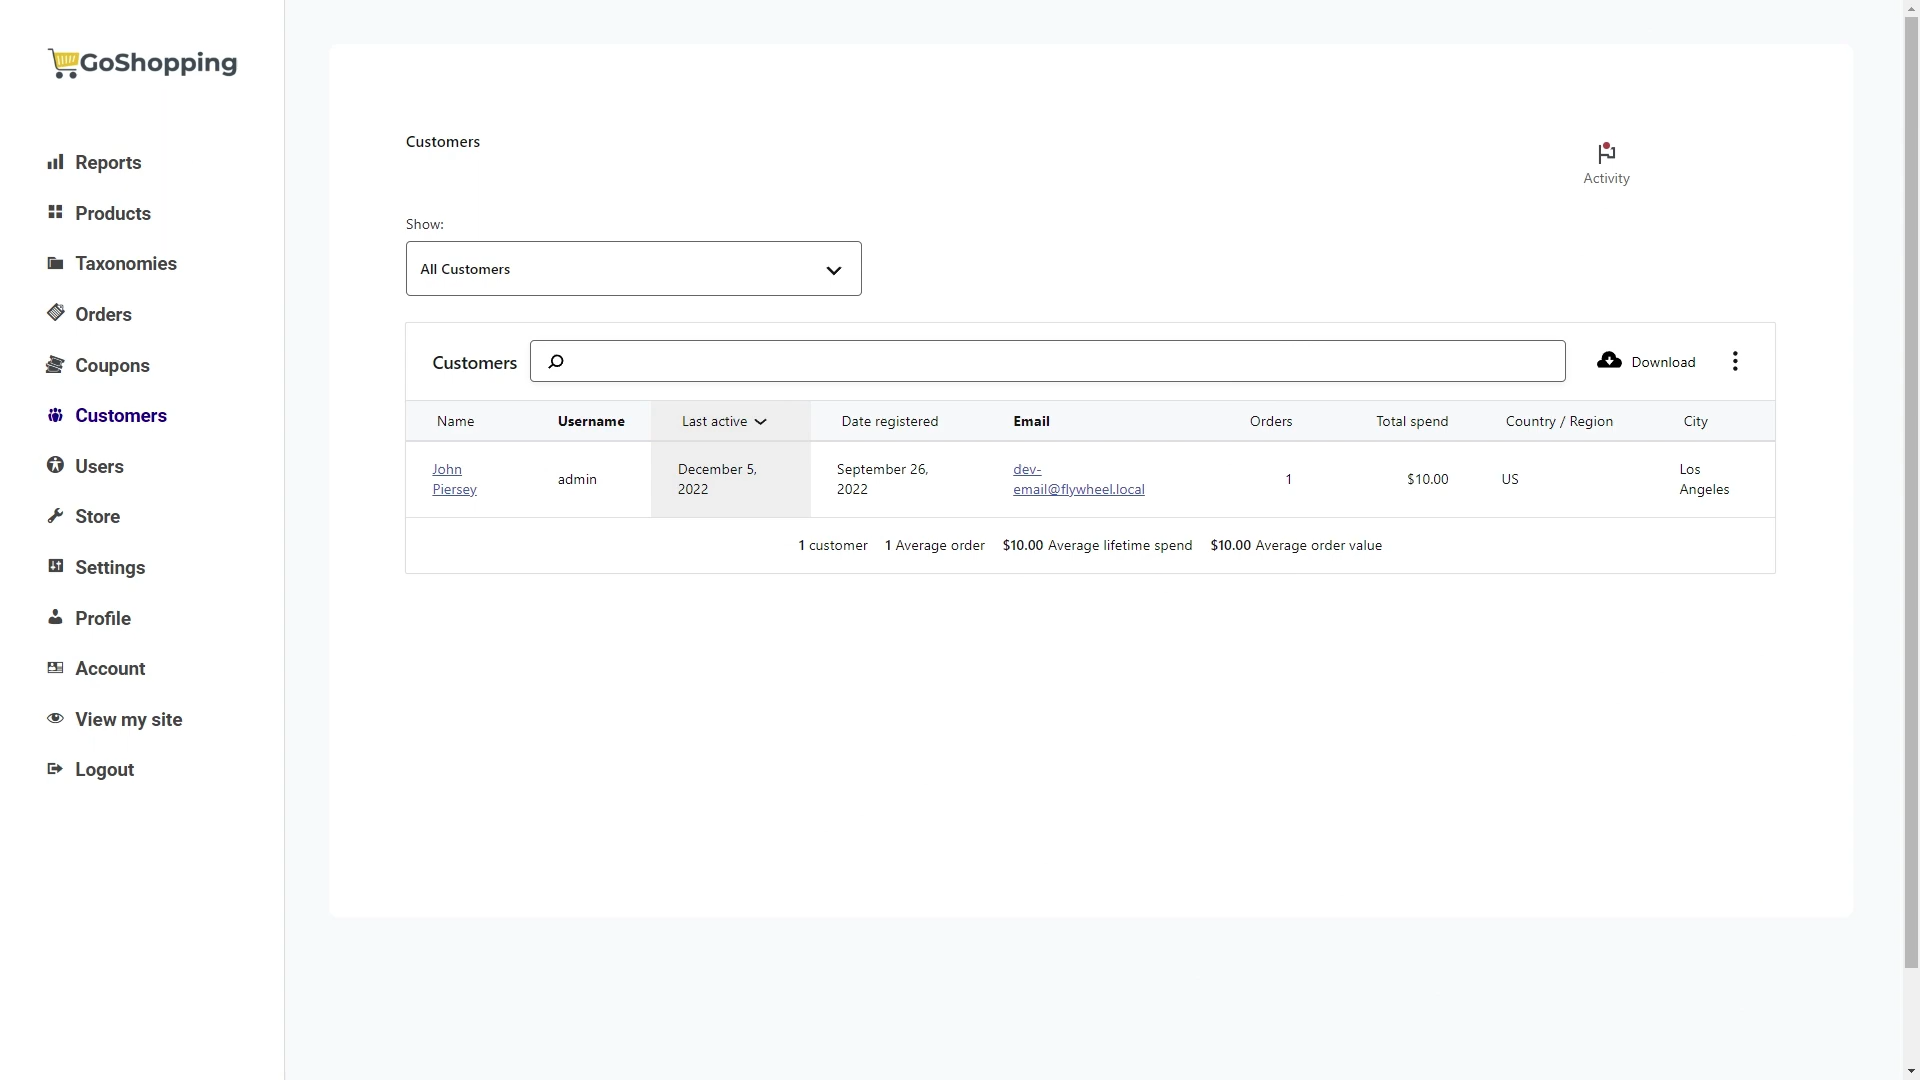 GoShopping
Reports
Products
Taxonomies
Orders
Coupons
Customers
Users
Store
Settings
Profile
Account
View my site
Logout
Customers
Activity
Show:
All Customers
Customers
Download
Name Username Last active Date registered Email Orders Total spend Country / Region City
John
Piersey
admin
December 5,
2022
September 26,
2022
dev-
email@flywheel.local
1
$10.00
US
Los
Angeles
1 customer 1 Average order $10.00 Average lifetime spend $10.00 Average order value